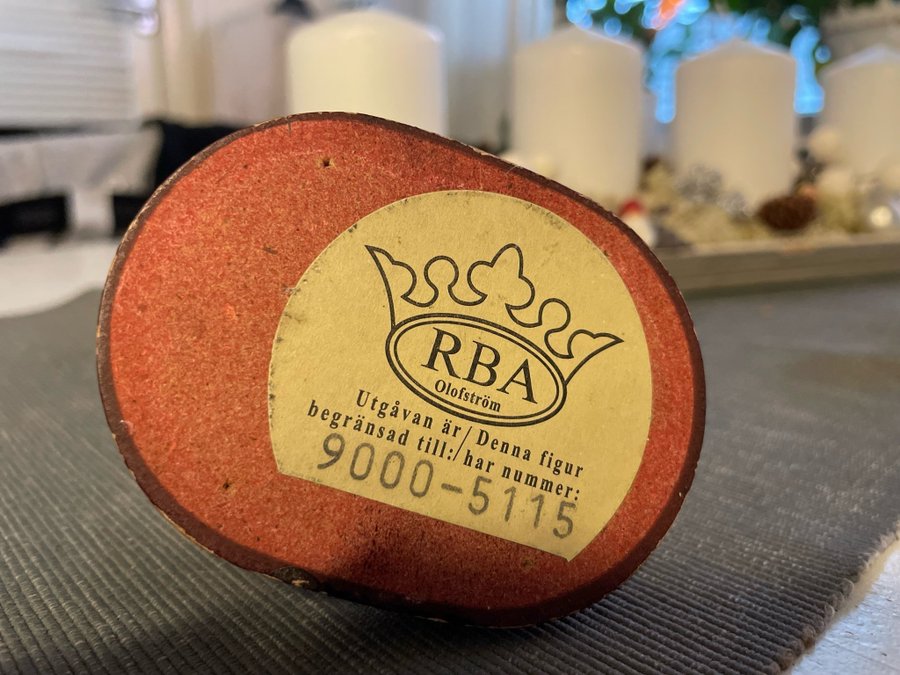 RBA
Olofström
Utgåvan är/Denna figur
begränsad till:/har nummer:
9000-5115